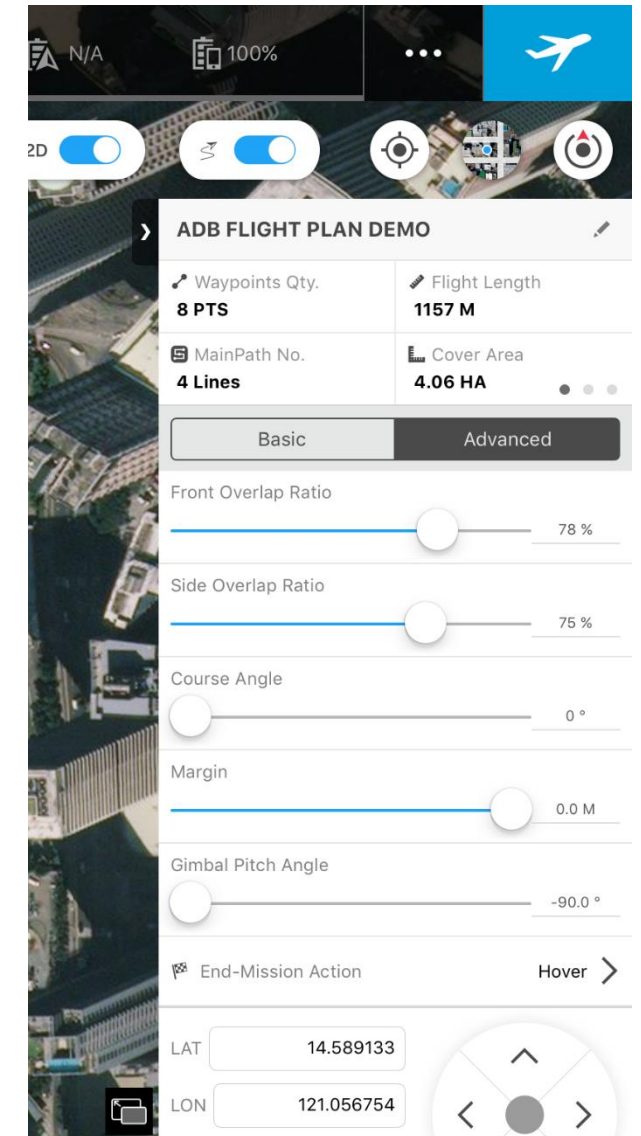 N/A
100%
2D
ADB FLIGHT PLAN DEMO
Waypoints Qty.
8 PTS
Flight Length
1157 M
MainPath No.
4 Lines
Cover Area
4.06 HA
Basic
Advanced
Front Overlap Ratio
78 %
Side Overlap Ratio
75 %
Course Angle
0 °
Margin
0.0 M
Gimbal Pitch Angle
-90.0 °
End-Mission Action
Hover
LAT
14.589133
LON
121.056754